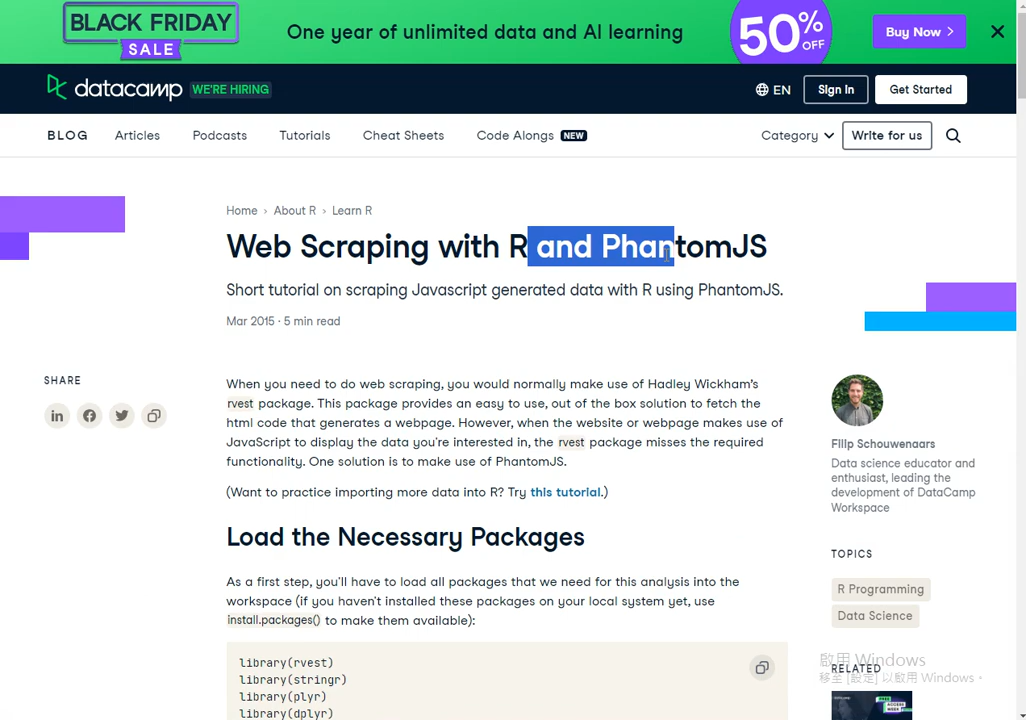 BLACK FRIDAY
SALE
One year of unlimited data and AI learning
50% OFF
Buy Now
datacamp WE'RE HIRING
EN
Sign In
Get Started
BLOG
Articles
Podcasts
Tutorials
Cheat Sheets
Code Alongs NEW
Category
Write for us
Home › About R › Learn R
Web Scraping with R and PhantomJS
Short tutorial on scraping Javascript generated data with R using PhantomJS.
Mar 2015 · 5 min read
SHARE
When you need to do web scraping, you would normally make use of Hadley Wickham's
rvest package. This package provides an easy to use, out of the box solution to fetch the
html code that generates a webpage. However, when the website or webpage makes use of
JavaScript to display the data you're interested in, the rvest package misses the required
functionality. One solution is to make use of PhantomJS.
(Want to practice importing more data into R? Try this tutorial.)
Load the Necessary Packages
As a first step, you'll have to load all packages that we need for this analysis into the
workspace (if you haven't installed these packages on your local system yet, use
install.packages() to make them available):
library(rvest)
library(stringr)
library(plyr)
library(dplyr)
Filip Schouwenaars
Data science educator and
enthusiast, leading the
development of DataCamp
Workspace
TOPICS
R Programming
Data Science
RELATED
啟用 Windows
移至 [設定] 以啟用 Windows。
FREE
ACCESS
WEEK